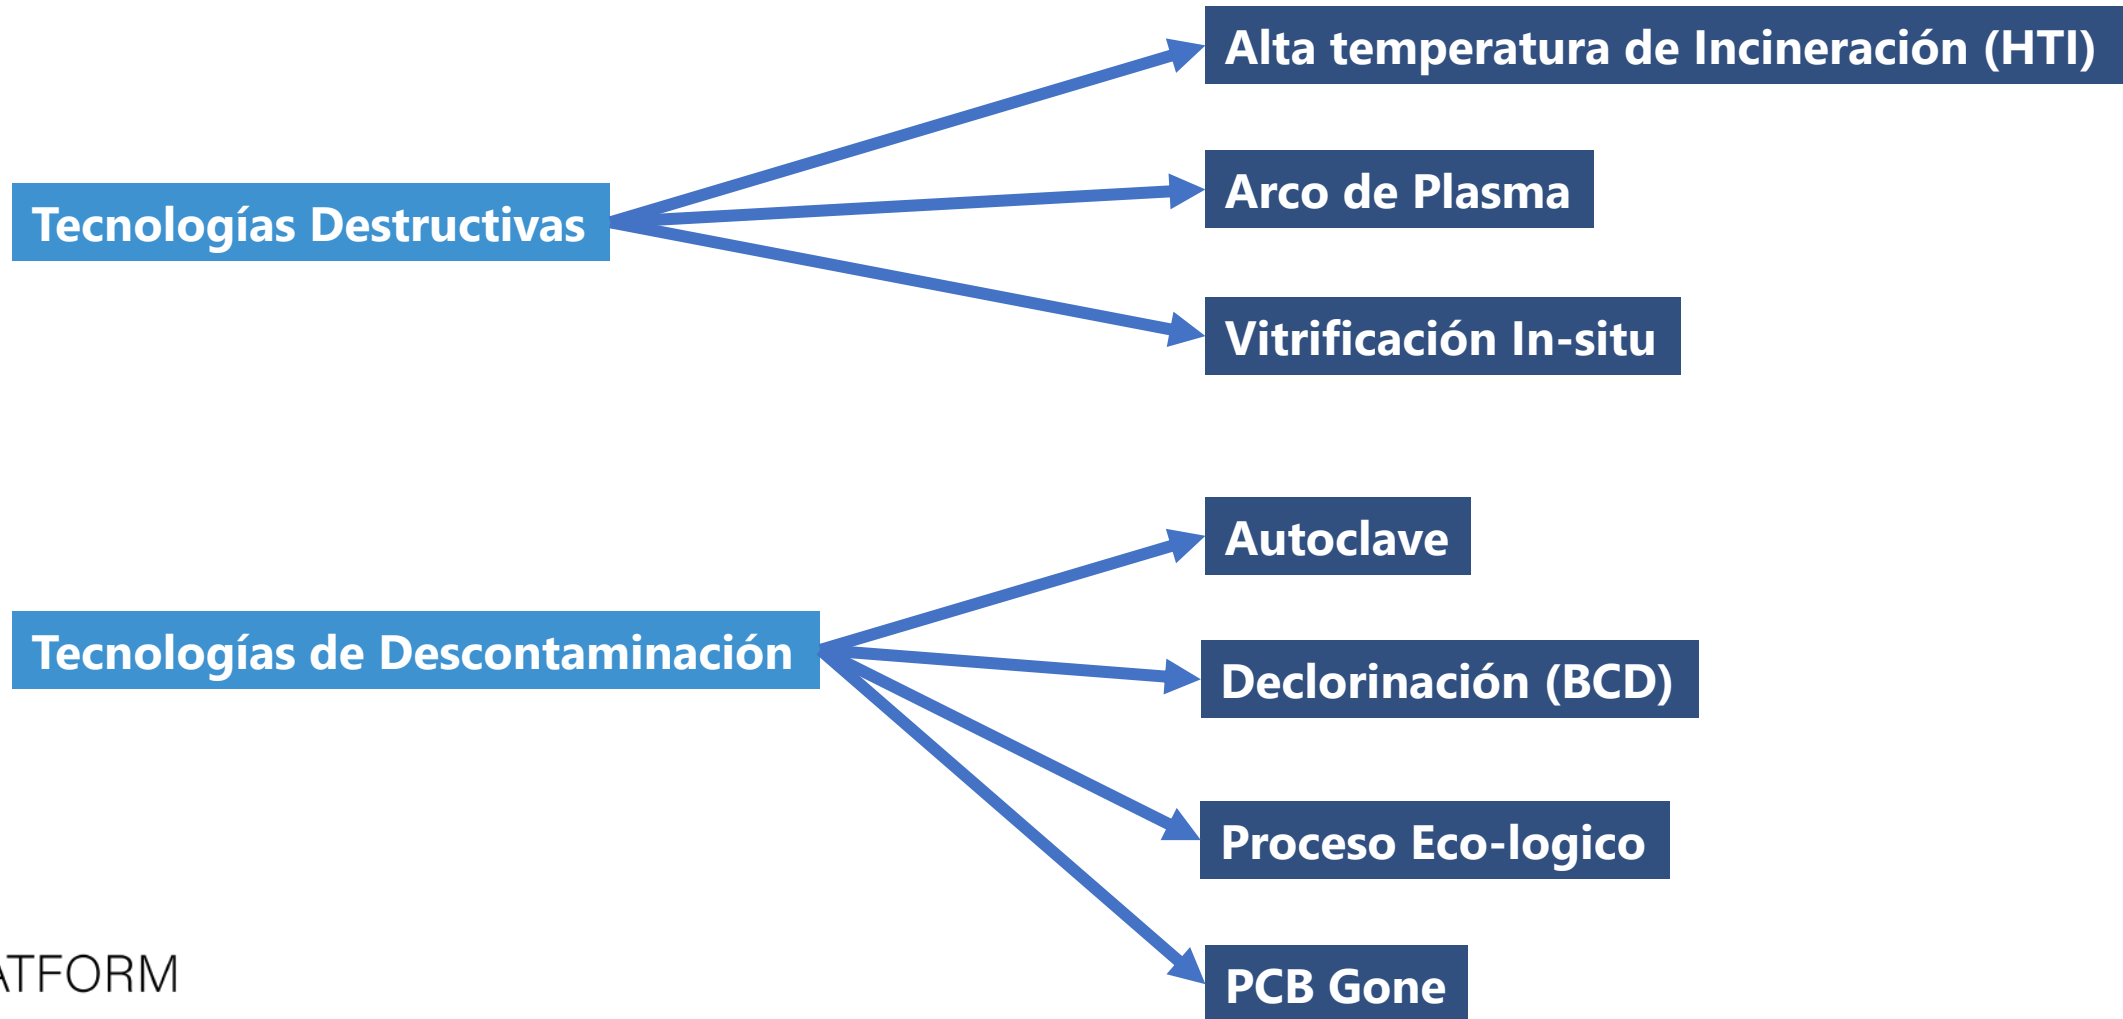 Alta temperatura de Incineración (HTI)
Arco de Plasma
Tecnologías Destructivas
Vitrificación In-situ
Autoclave
Tecnologías de Descontaminación
Declorinación (BCD)
Proceso Eco-logico
PCB Gone
ATFORM